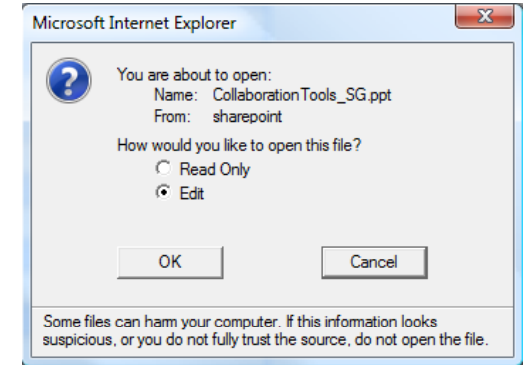 Microsoft Internet Explorer
You are about to open:
Name: CollaborationTools_SG.ppt
From: sharepoint
How would you like to open this file?
Read Only
Edit
OK Cancel
Some files can harm your computer. If this information looks
suspicious, or you do not fully trust the source, do not open the file.